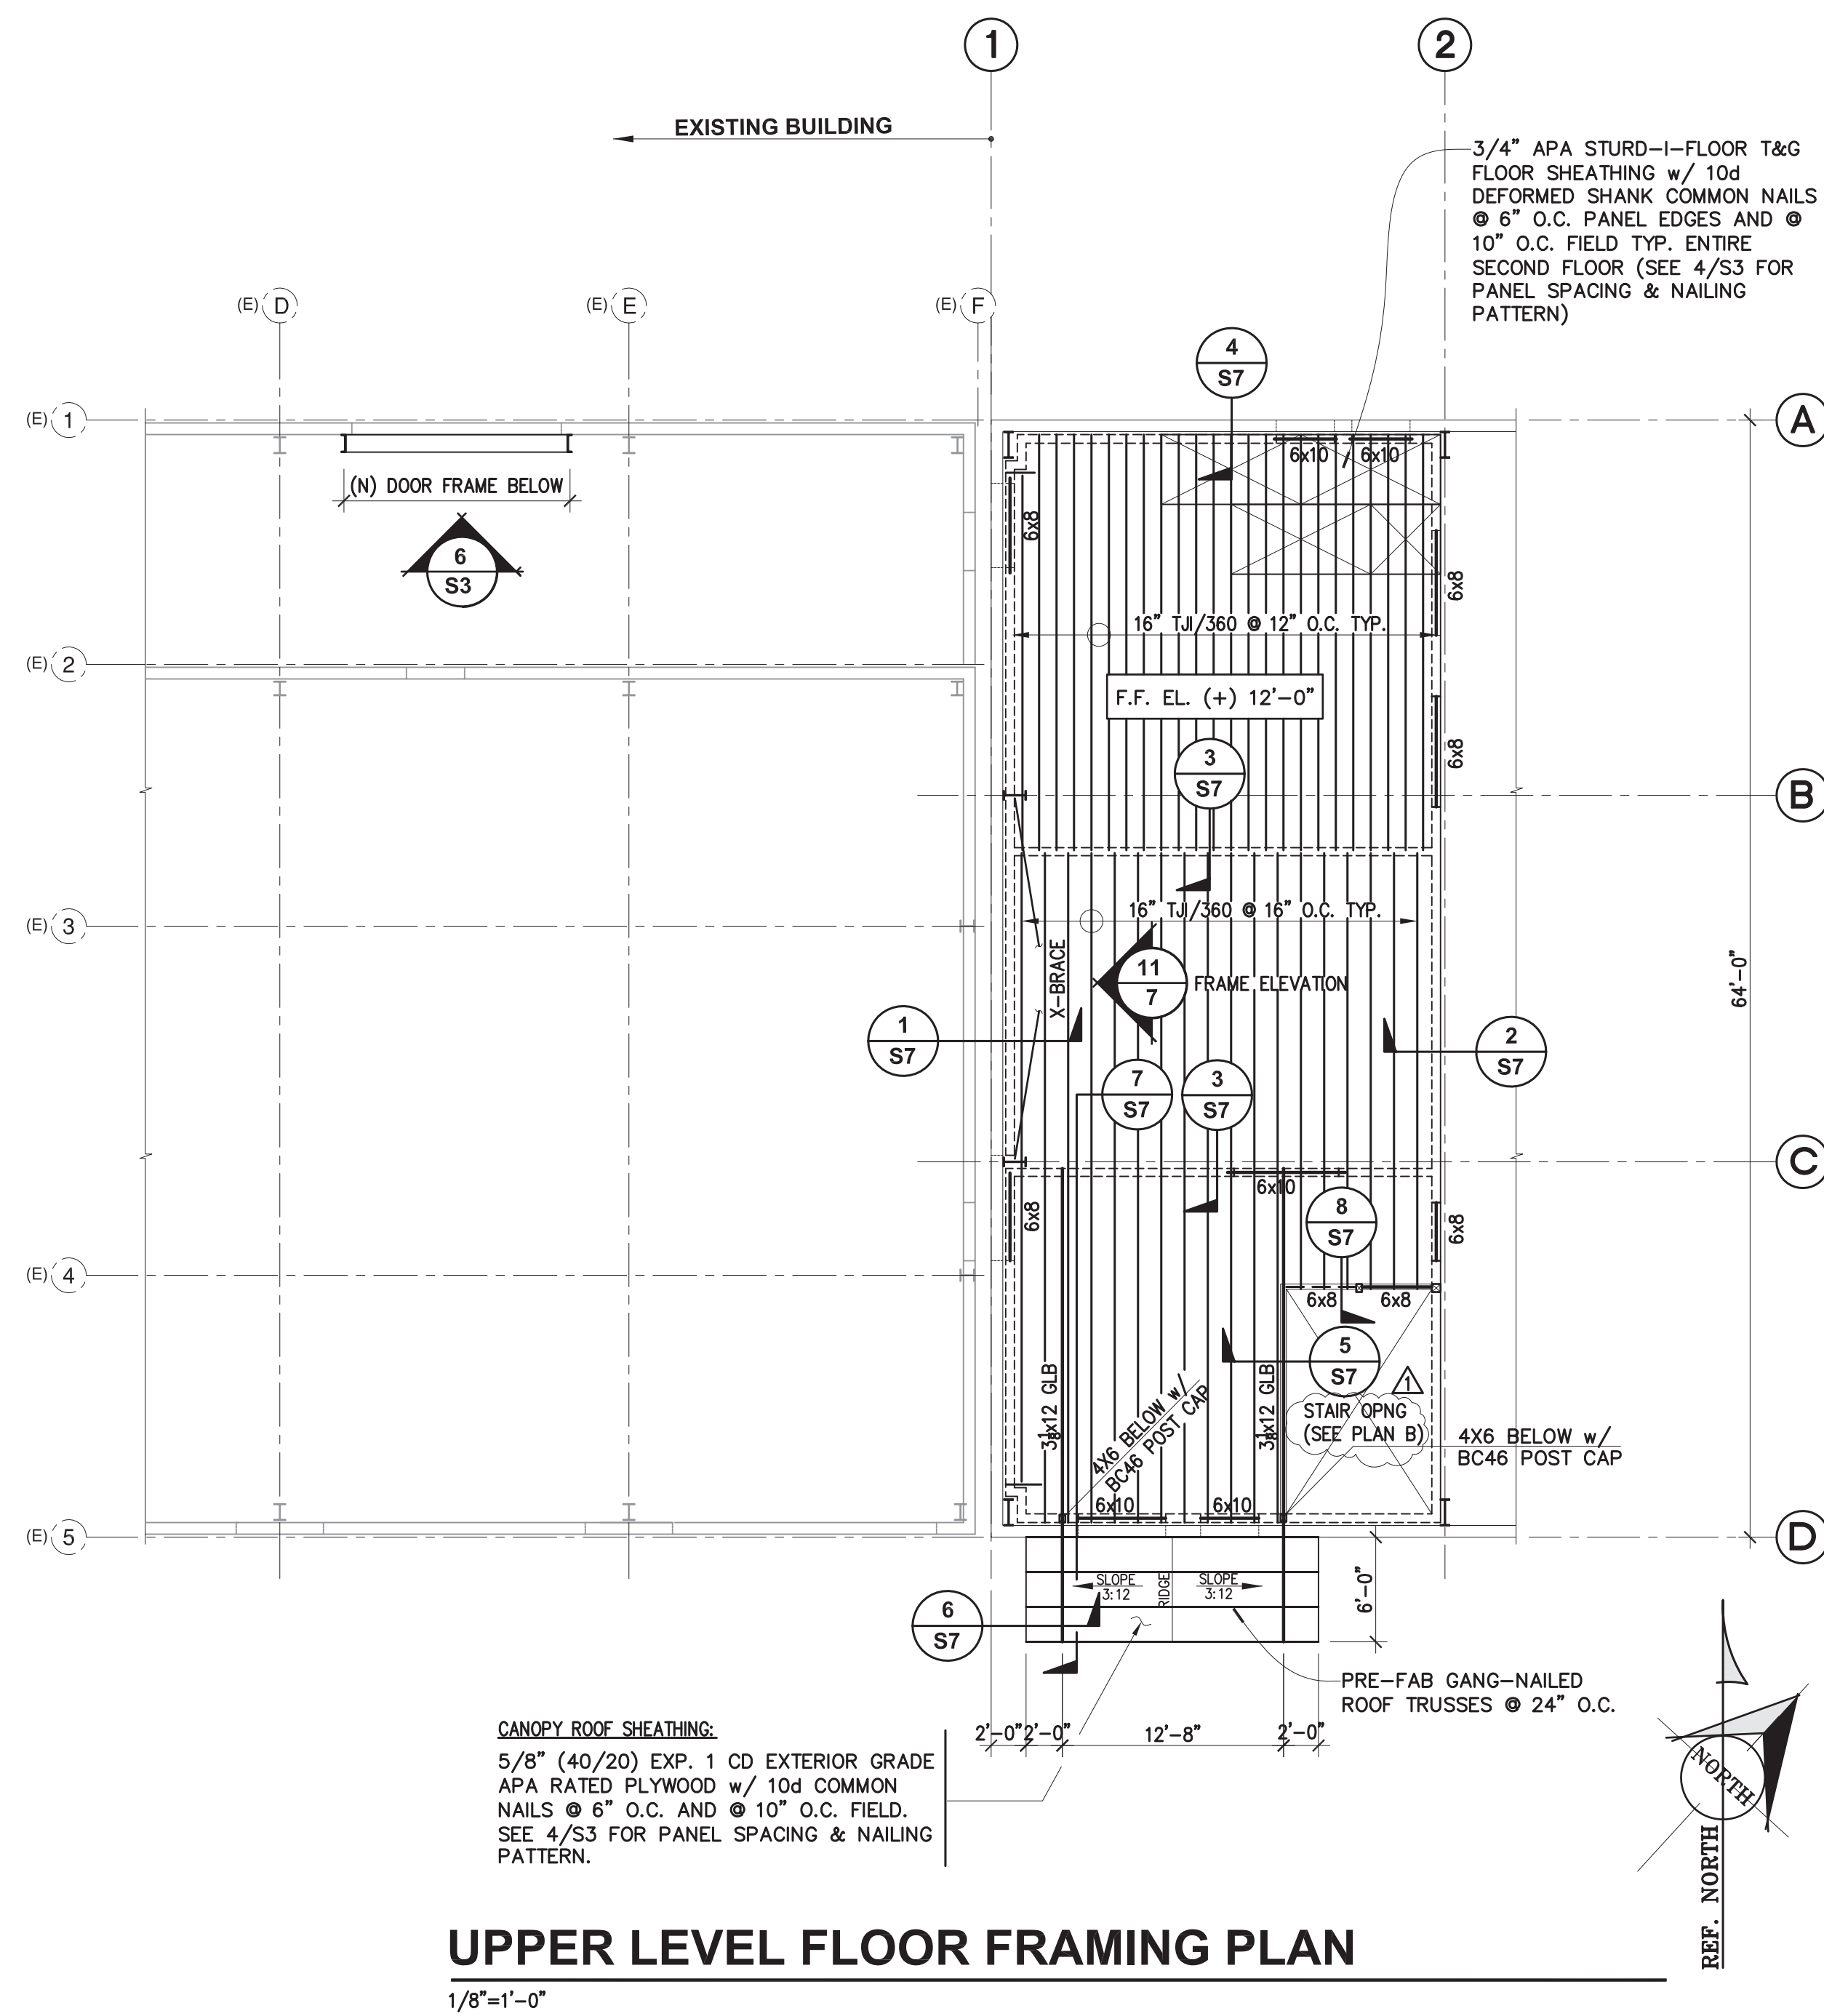 1
2
EXISTING BUILDING
3/4” APA STURD-I-FLOOR T&G
FLOOR SHEATHING w/ 10d
DEFORMED SHANK COMMON NAILS
@ 6” O.C. PANEL EDGES AND @
10” O.C. FIELD TYP. ENTIRE
SECOND FLOOR (SEE 4/S3 FOR
PANEL SPACING & NAILING
PATTERN)
(E) D
(E) E
(E) F
4
S7
(E) 1
A
6x10
6x10
(N) DOOR FRAME BELOW
6x8
6
S3
6x8
16” TJI/360 @ 12” O.C. TYP.
(E) 2
F.F. EL. (+) 12’-0”
6x8
3
S7
B
16” TJI/360 @ 16” O.C. TYP.
(E) 3
X-BRACE
11
7
FRAME ELEVATION
64’-0”
1
S7
2
S7
7
S7
3
S7
C
6x10
6x8
8
S7
6x8
(E) 4
6x8
6x8
5
S7
1
3⅛x12 GLB
4X6 BELOW w/
BC46 POST CAP
3⅛x12 GLB
STAIR OPNG
(SEE PLAN B)
4X6 BELOW w/
BC46 POST CAP
6x10
6x10
(E) 5
D
SLOPE
3:12
RIDGE
SLOPE
3:12
6’-0”
6
S7
PRE-FAB GANG-NAILED
ROOF TRUSSES @ 24” O.C.
2’-0”
2’-0”
12’-8”
2’-0”
CANOPY ROOF SHEATHING:
5/8” (40/20) EXP. 1 CD EXTERIOR GRADE
APA RATED PLYWOOD w/ 10d COMMON
NAILS @ 6” O.C. AND @ 10” O.C. FIELD.
SEE 4/S3 FOR PANEL SPACING & NAILING
PATTERN.
NORTH
REF. NORTH
UPPER LEVEL FLOOR FRAMING PLAN
1/8”=1’-0”